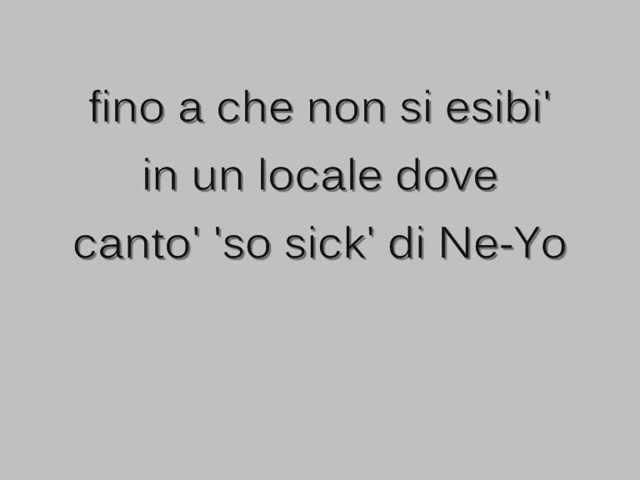 fino a che non si esibi'
in un locale dove
canto' 'so sick' di Ne-Yo